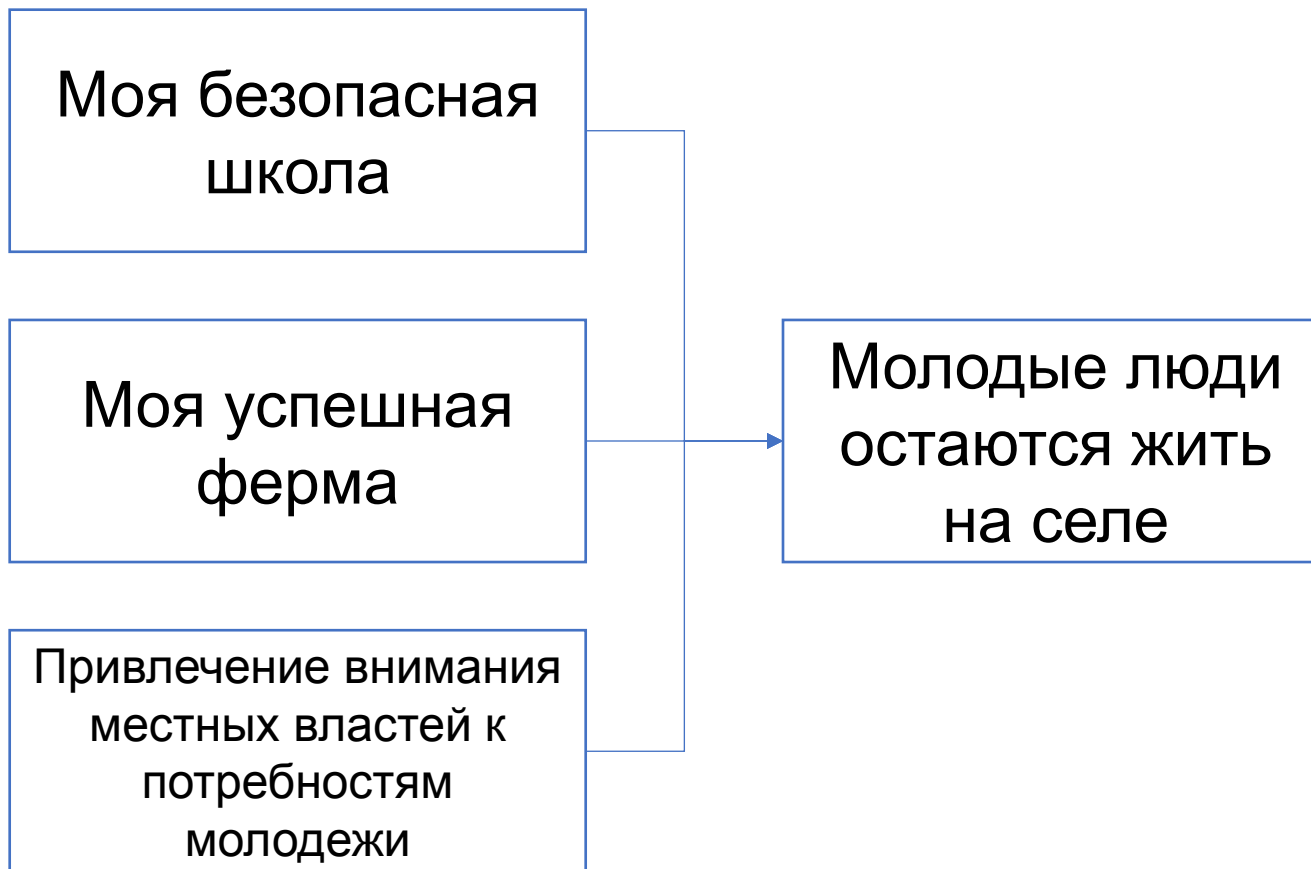 Моя безопасная
школа
Моя успешная
ферма
Привлечение внимания
местных властей к
потребностям
молодежи
Молодые люди
остаются жить
на селе